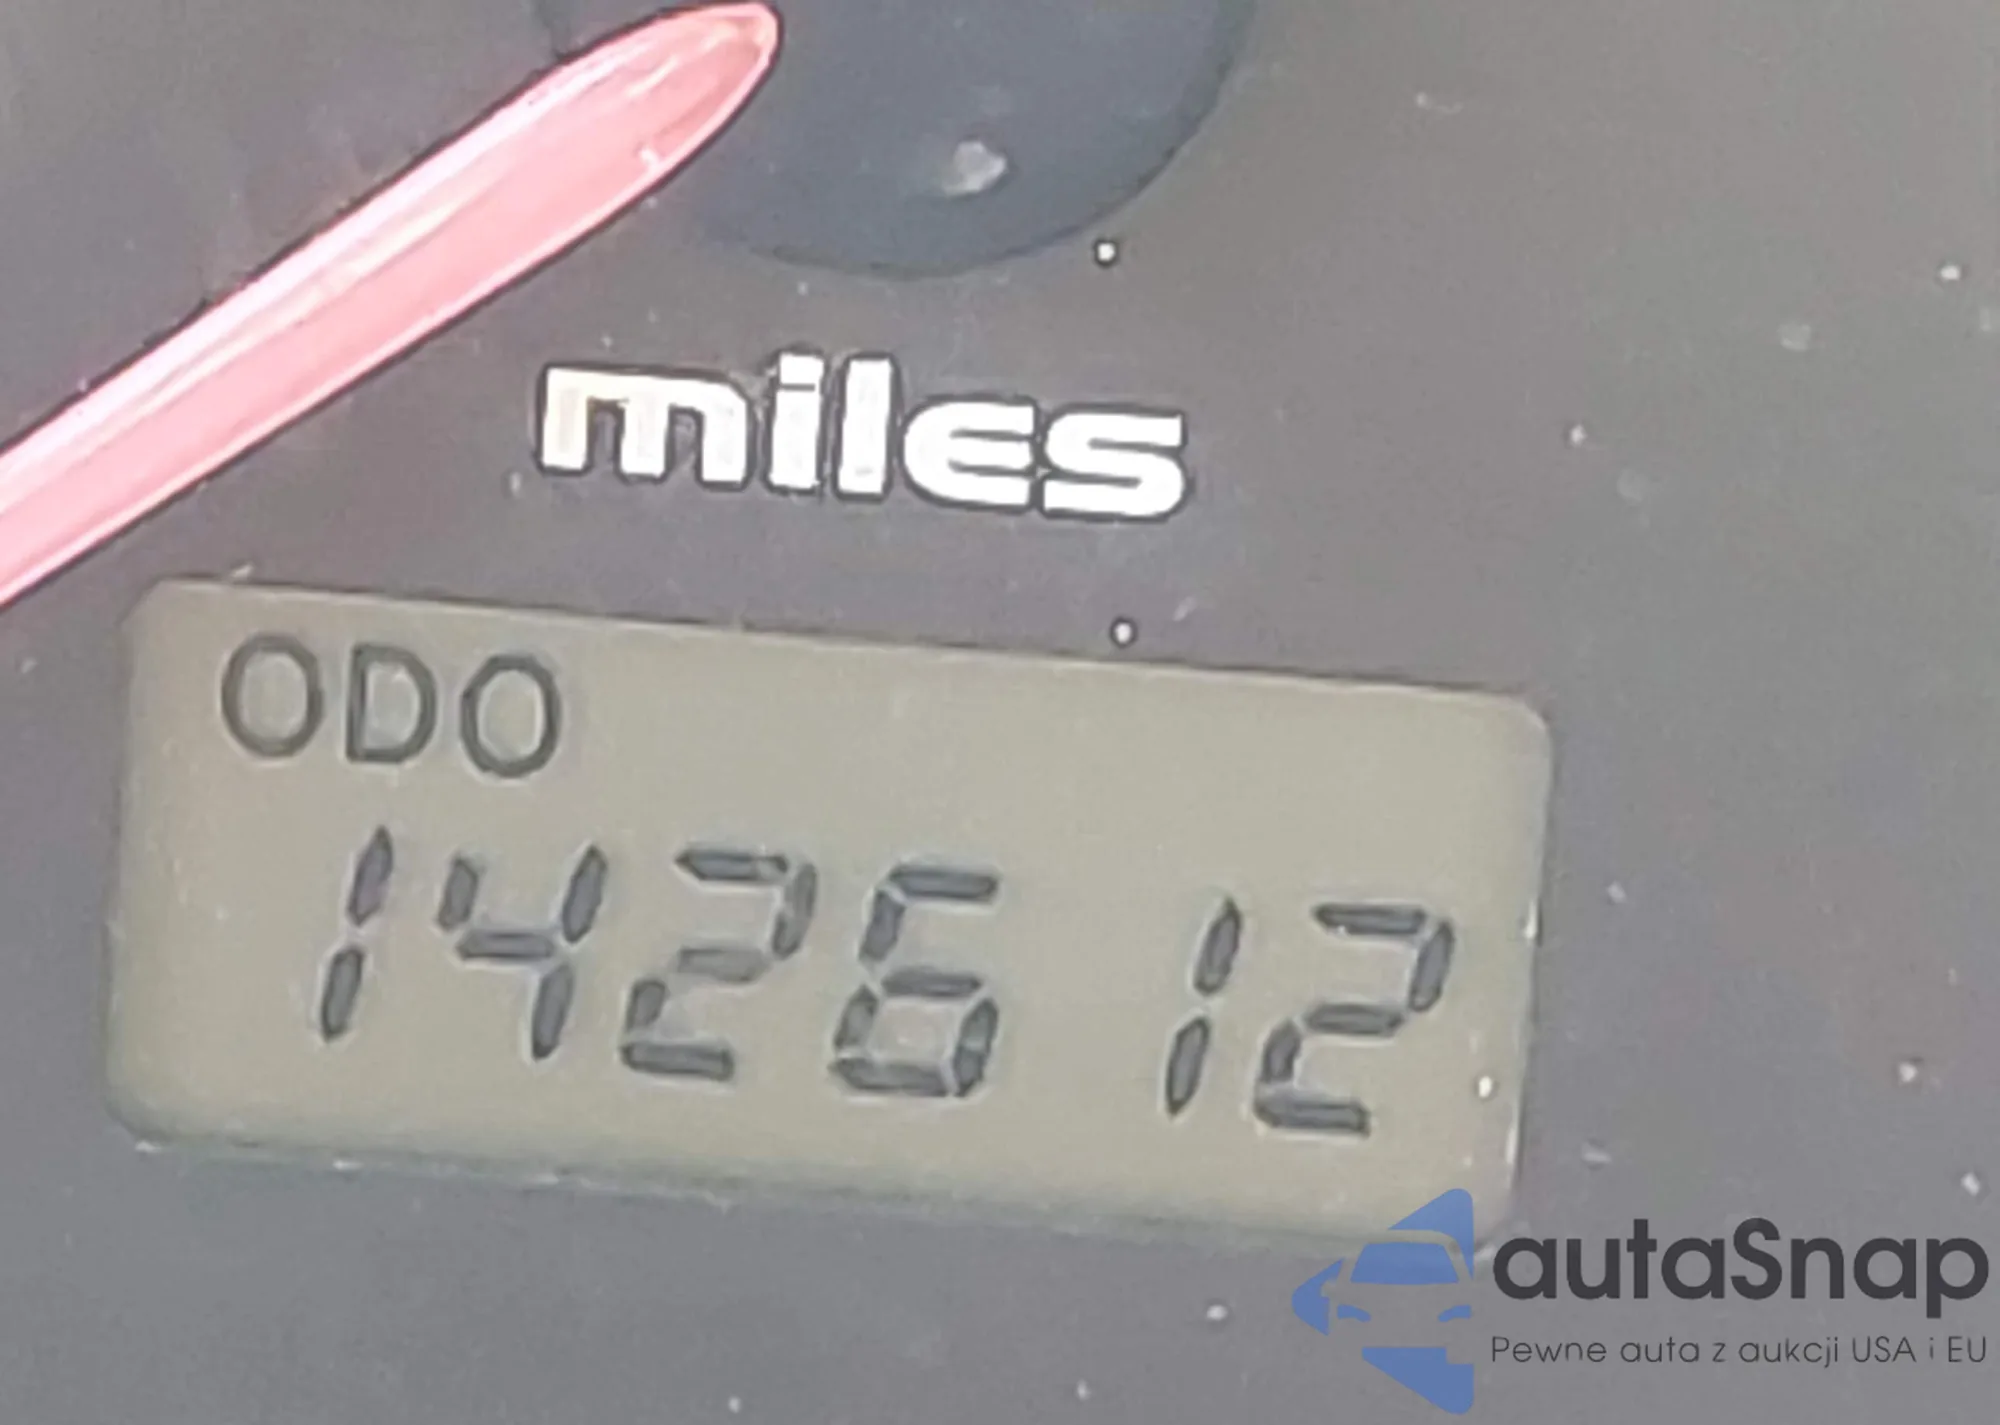 miles
ODO
142612
autaSnap
Pewne auta z aukcji USA i EU